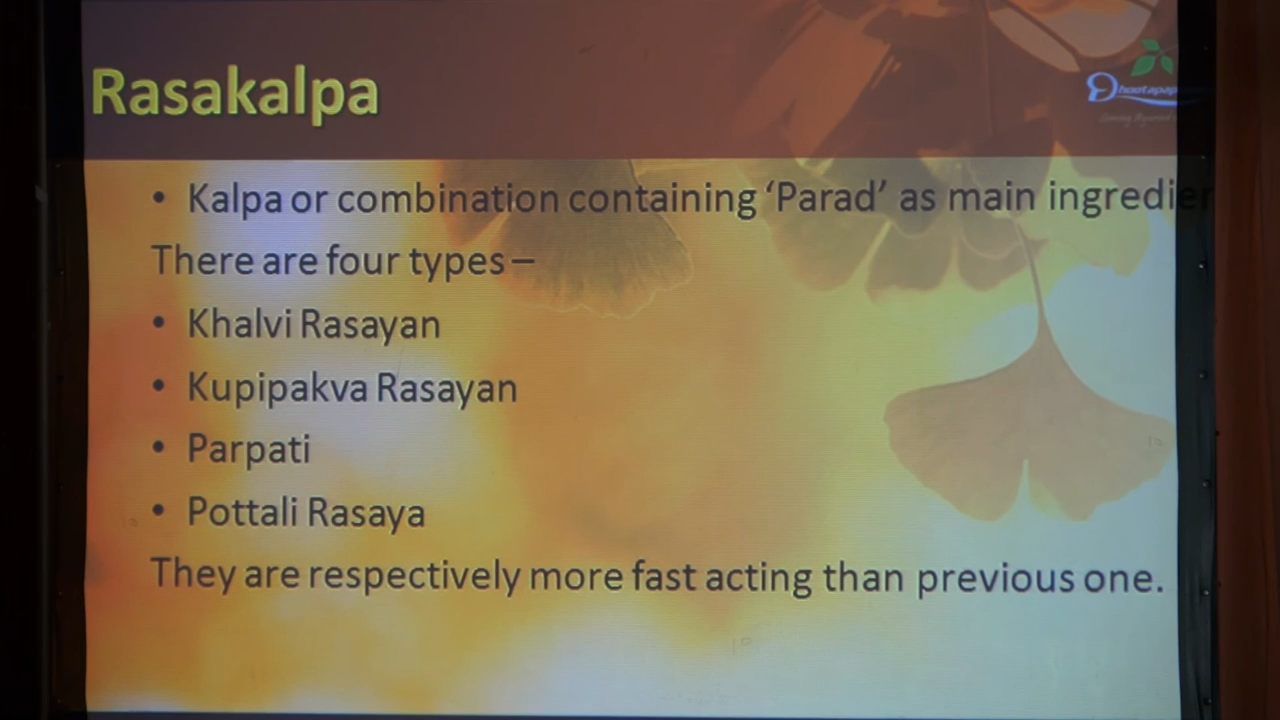 Rasakalpa
• Kalpa or combination containing ‘Parad’ as main ingredien
There are four types –
• Khalvi Rasayan
• Kupipakva Rasayan
• Parpati
• Pottali Rasaya
They are respectively more fast acting than previous one.